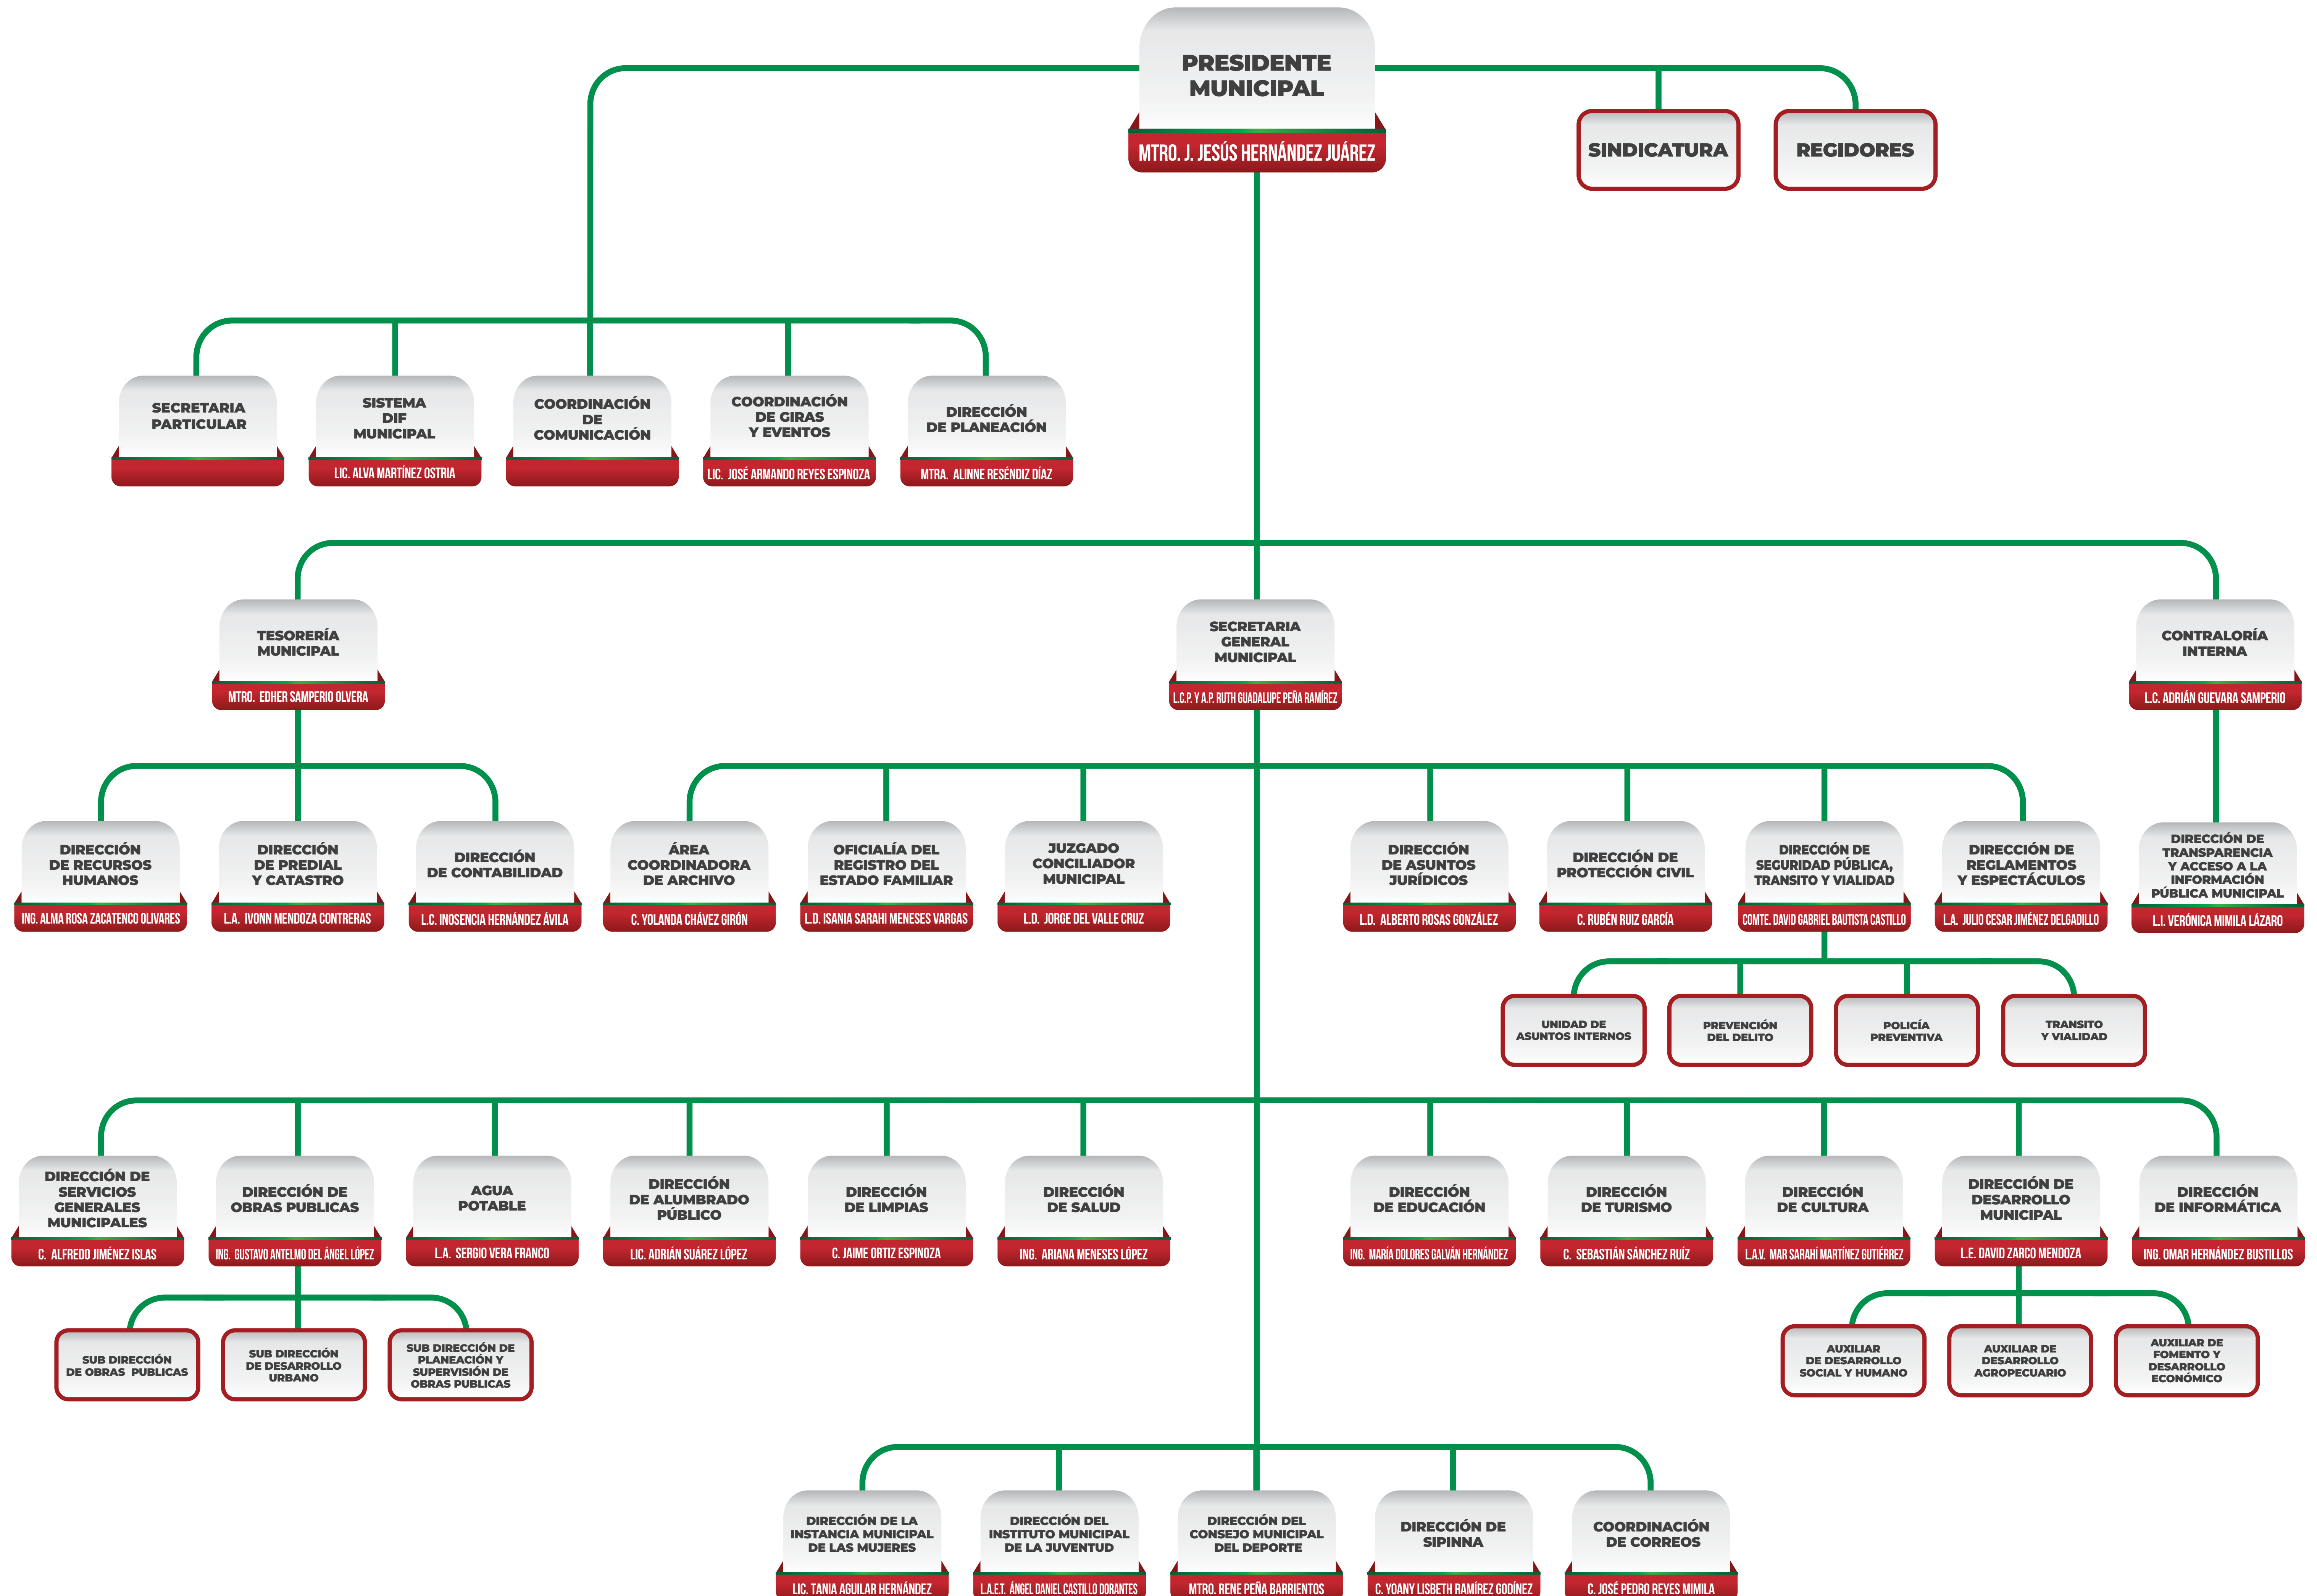 PRESIDENTE
MUNICIPAL
MTRO. J. JESÚS HERNÁNDEZ JUÁREZ
SINDICATURA
REGIDORES
SECRETARIA
PARTICULAR
SISTEMA
DIF
MUNICIPAL
LIC. ALVA MARTÍNEZ OSTRIA
COORDINACIÓN
DE
COMUNICACIÓN
COORDINACIÓN
DE GIRAS
Y EVENTOS
LIC. JOSÉ ARMANDO REYES ESPINOZA
DIRECCIÓN
DE PLANEACIÓN
MTRA. ALINNE RESÉNDIZ DÍAZ
TESORERÍA
MUNICIPAL
MTRO. EDHER SAMPERIO OLVERA
SECRETARIA
GENERAL
MUNICIPAL
L.C.P. Y A.P. RUTH GUADALUPE PEÑA RAMÍREZ
CONTRALORÍA
INTERNA
L.C. ADRIÁN GUEVARA SAMPERIO
DIRECCIÓN
DE RECURSOS
HUMANOS
ING. ALMA ROSA ZACATENCO OLIVARES
DIRECCIÓN
DE PREDIAL
Y CATASTRO
L.A. IVONN MENDOZA CONTRERAS
DIRECCIÓN
DE CONTABILIDAD
L.C. INOSENCIA HERNÁNDEZ ÁVILA
ÁREA
COORDINADORA
DE ARCHIVO
C. YOLANDA CHÁVEZ GIRÓN
OFICIALÍA DEL
REGISTRO DEL
ESTADO FAMILIAR
L.D. ISANIA SARAHI MENESES VARGAS
JUZGADO
CONCILIADOR
MUNICIPAL
L.D. JORGE DEL VALLE CRUZ
DIRECCIÓN
DE ASUNTOS
JURÍDICOS
L.D. ALBERTO ROSAS GONZÁLEZ
DIRECCIÓN DE
PROTECCIÓN CIVIL
C. RUBÉN RUIZ GARCÍA
DIRECCIÓN DE
SEGURIDAD PÚBLICA,
TRANSITO Y VIALIDAD
COMTE. DAVID GABRIEL BAUTISTA CASTILLO
DIRECCIÓN DE
REGLAMENTOS
Y ESPECTÁCULOS
L.A. JULIO CESAR JIMÉNEZ DELGADILLO
DIRECCIÓN DE
TRANSPARENCIA
Y ACCESO A LA
INFORMACIÓN
PÚBLICA MUNICIPAL
L.I. VERÓNICA MIMILA LÁZARO
UNIDAD DE
ASUNTOS INTERNOS
PREVENCIÓN
DEL DELITO
POLICÍA
PREVENTIVA
TRANSITO
Y VIALIDAD
DIRECCIÓN DE
SERVICIOS
GENERALES
MUNICIPALES
C. ALFREDO JIMÉNEZ ISLAS
DIRECCIÓN DE
OBRAS PUBLICAS
ING. GUSTAVO ANTELMO DEL ÁNGEL LÓPEZ
AGUA
POTABLE
L.A. SERGIO VERA FRANCO
DIRECCIÓN
DE ALUMBRADO
PÚBLICO
LIC. ADRIÁN SUÁREZ LÓPEZ
DIRECCIÓN
DE LIMPIAS
C. JAIME ORTIZ ESPINOZA
DIRECCIÓN
DE SALUD
ING. ARIANA MENESES LÓPEZ
DIRECCIÓN
DE EDUCACIÓN
ING. MARÍA DOLORES GALVÁN HERNÁNDEZ
DIRECCIÓN
DE TURISMO
C. SEBASTIÁN SÁNCHEZ RUÍZ
DIRECCIÓN
DE CULTURA
L.A.V. MAR SARAHÍ MARTÍNEZ GUTIÉRREZ
DIRECCIÓN DE
DESARROLLO
MUNICIPAL
L.E. DAVID ZARCO MENDOZA
DIRECCIÓN
DE INFORMÁTICA
ING. OMAR HERNÁNDEZ BUSTILLOS
SUB DIRECCIÓN
DE OBRAS PUBLICAS
SUB DIRECCIÓN
DE DESARROLLO
URBANO
SUB DIRECCIÓN DE
PLANEACIÓN Y
SUPERVISIÓN DE
OBRAS PUBLICAS
AUXILIAR
DE DESARROLLO
SOCIAL Y HUMANO
AUXILIAR DE
DESARROLLO
AGROPECUARIO
AUXILIAR DE
FOMENTO Y
DESARROLLO
ECONÓMICO
DIRECCIÓN DE LA
INSTANCIA MUNICIPAL
DE LAS MUJERES
LIC. TANIA AGUILAR HERNÁNDEZ
DIRECCIÓN DEL
INSTITUTO MUNICIPAL
DE LA JUVENTUD
L.A.E.T. ÁNGEL DANIEL CASTILLO DORANTES
DIRECCIÓN DEL
CONSEJO MUNICIPAL
DEL DEPORTE
MTRO. RENE PEÑA BARRIENTOS
DIRECCIÓN DE
SIPINNA
C. YOANY LISBETH RAMÍREZ GODÍNEZ
COORDINACIÓN
DE CORREOS
C. JOSÉ PEDRO REYES MIMILA